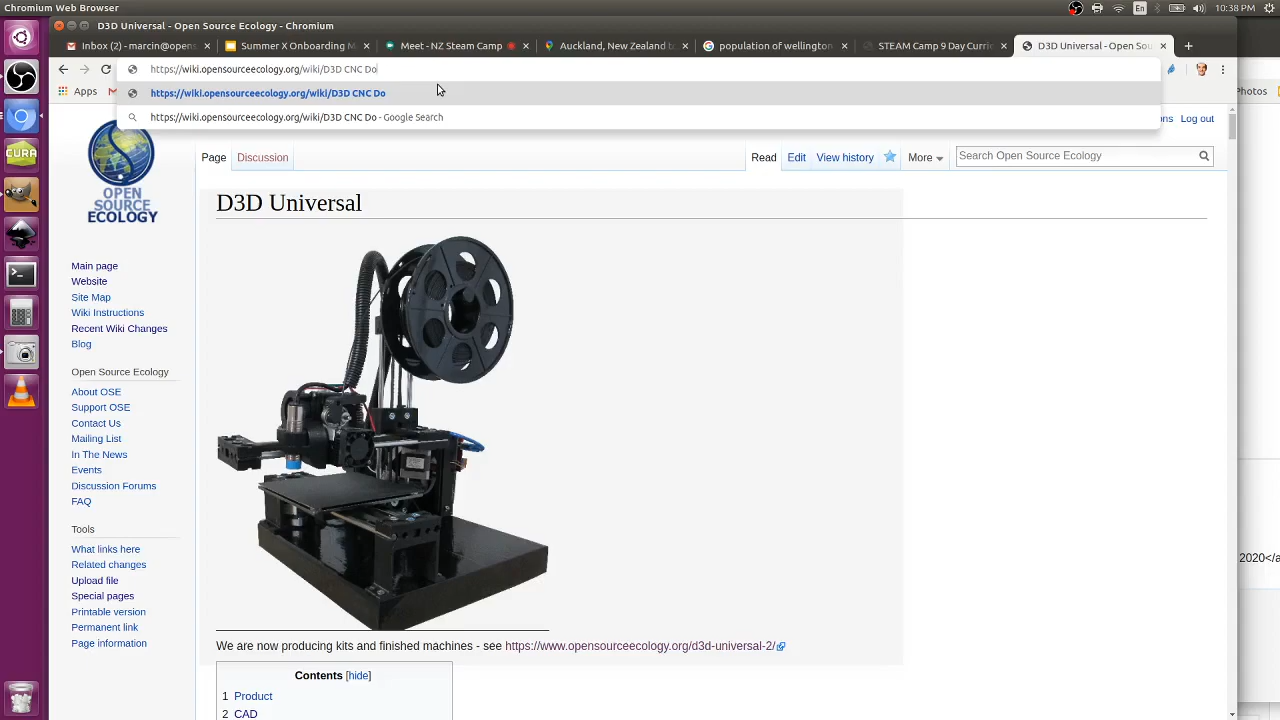 Chromium Web Browser
En
10:38 PM
D3D Universal - Open Source Ecology - Chromium
Inbox (2) - marcin@opens
Summer X Onboarding M
Meet - NZ Steam Camp
Auckland, New Zealand to
population of wellington
STEAM Camp 9 Day Curric
D3D Universal - Open Sou
https://wiki.opensourceecology.org/wiki/D3D CNC Do
Apps
https://wiki.opensourceecology.org/wiki/D3D CNC Do
https://wiki.opensourceecology.org/wiki/D3D CNC Do - Google Search
ons
Log out
Page
Discussion
Read
Edit
View history
More
Search Open Source Ecology
CURA
OPEN
SOURCE
ECOLOGY
D3D Universal
Main page
Website
Site Map
Wiki Instructions
Recent Wiki Changes
Blog
Open Source Ecology
About OSE
Support OSE
Contact Us
Mailing List
In The News
Events
Discussion Forums
FAQ
Tools
What links here
Related changes
Upload file
Special pages
Printable version
Permanent link
Page information
2020</a
We are now producing kits and finished machines - see https://www.opensourceecology.org/d3d-universal-2/
Contents [hide]
1 Product
2 CAD